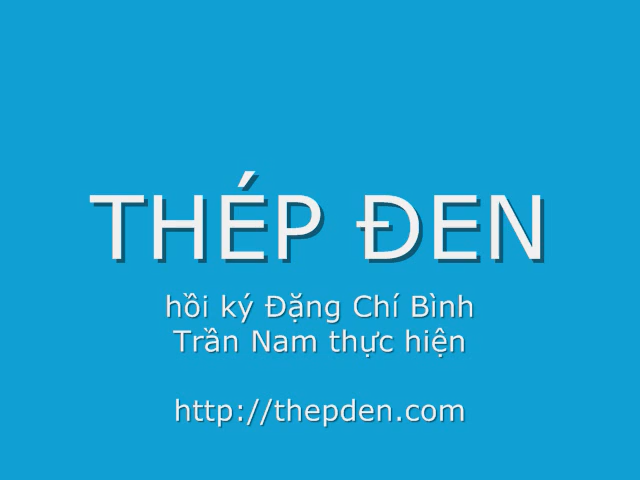 THÉP ĐEN
hồi ký Đặng Chí Bình
Trần Nam thực hiện
http://thepden.com